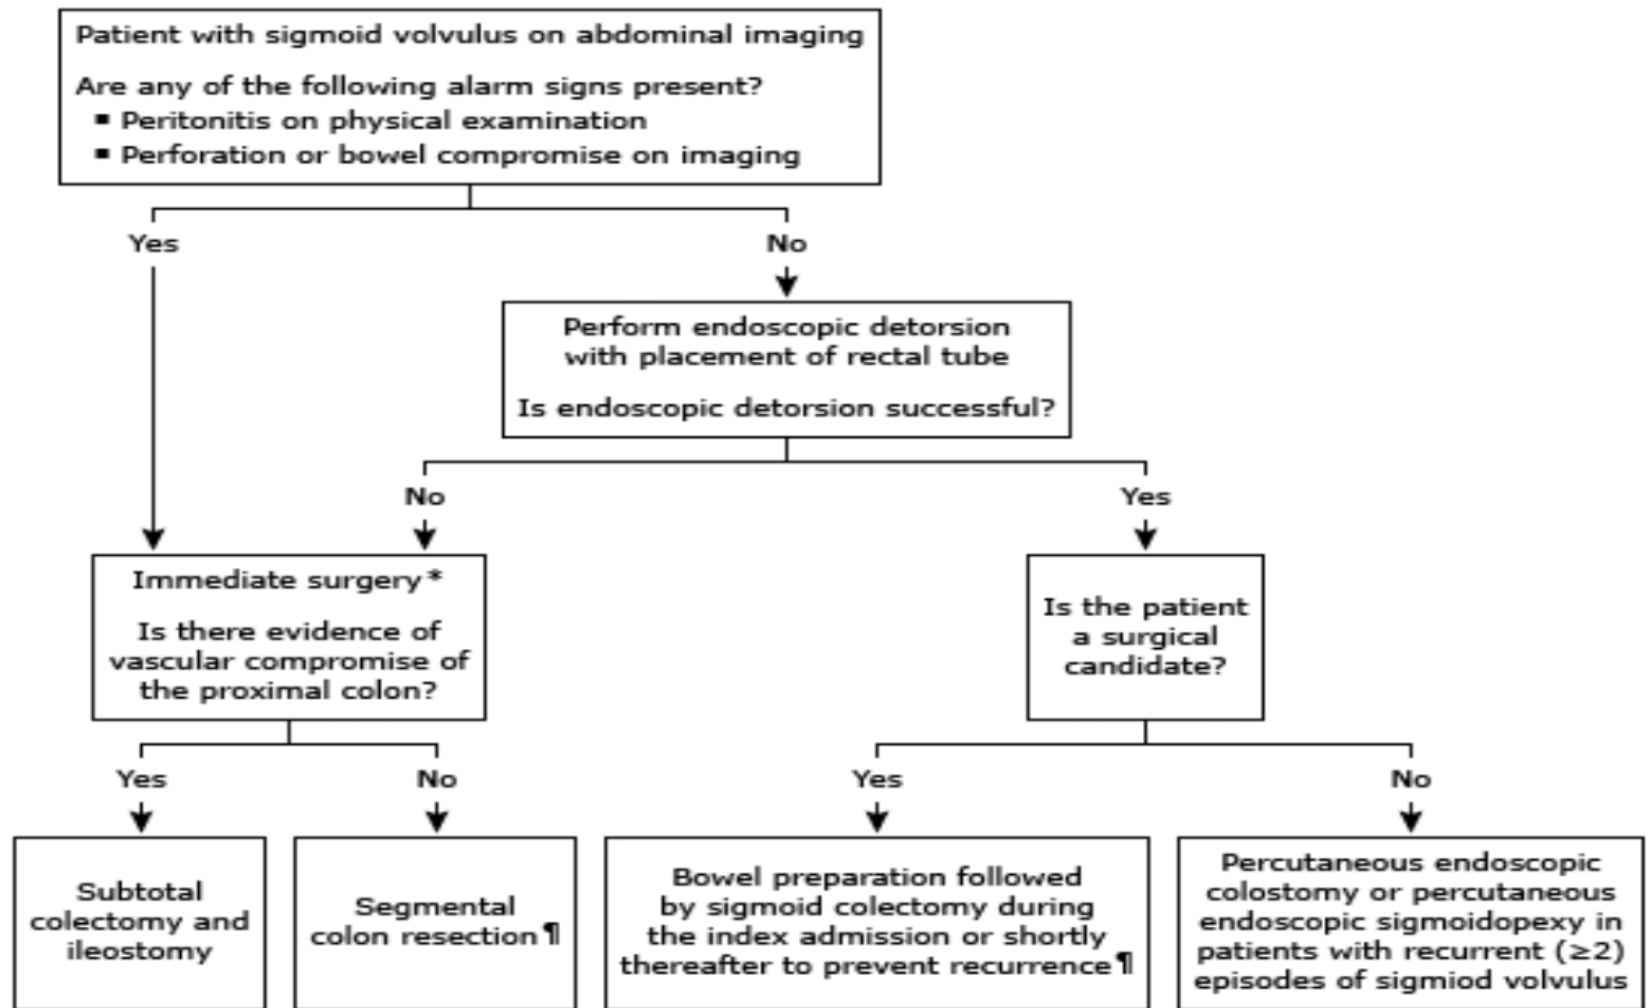 Patient with sigmoid volvulus on abdominal imaging
Are any of the following alarm signs present?
▪ Peritonitis on physical examination
▪ Perforation or bowel compromise on imaging
Yes
No
Perform endoscopic detorsion
with placement of rectal tube
Is endoscopic detorsion successful?
No
Yes
Immediate surgery*
Is there evidence of
vascular compromise of
the proximal colon?
Is the patient
a surgical
candidate?
Yes
No
Yes
No
Subtotal
colectomy and
ileostomy
Segmental
colon resection¶
Bowel preparation followed
by sigmoid colectomy during
the index admission or shortly
thereafter to prevent recurrence¶
Percutaneous endoscopic
colostomy or percutaneous
endoscopic sigmoidopexy in
patients with recurrent (≥2)
episodes of sigmiod volvulus